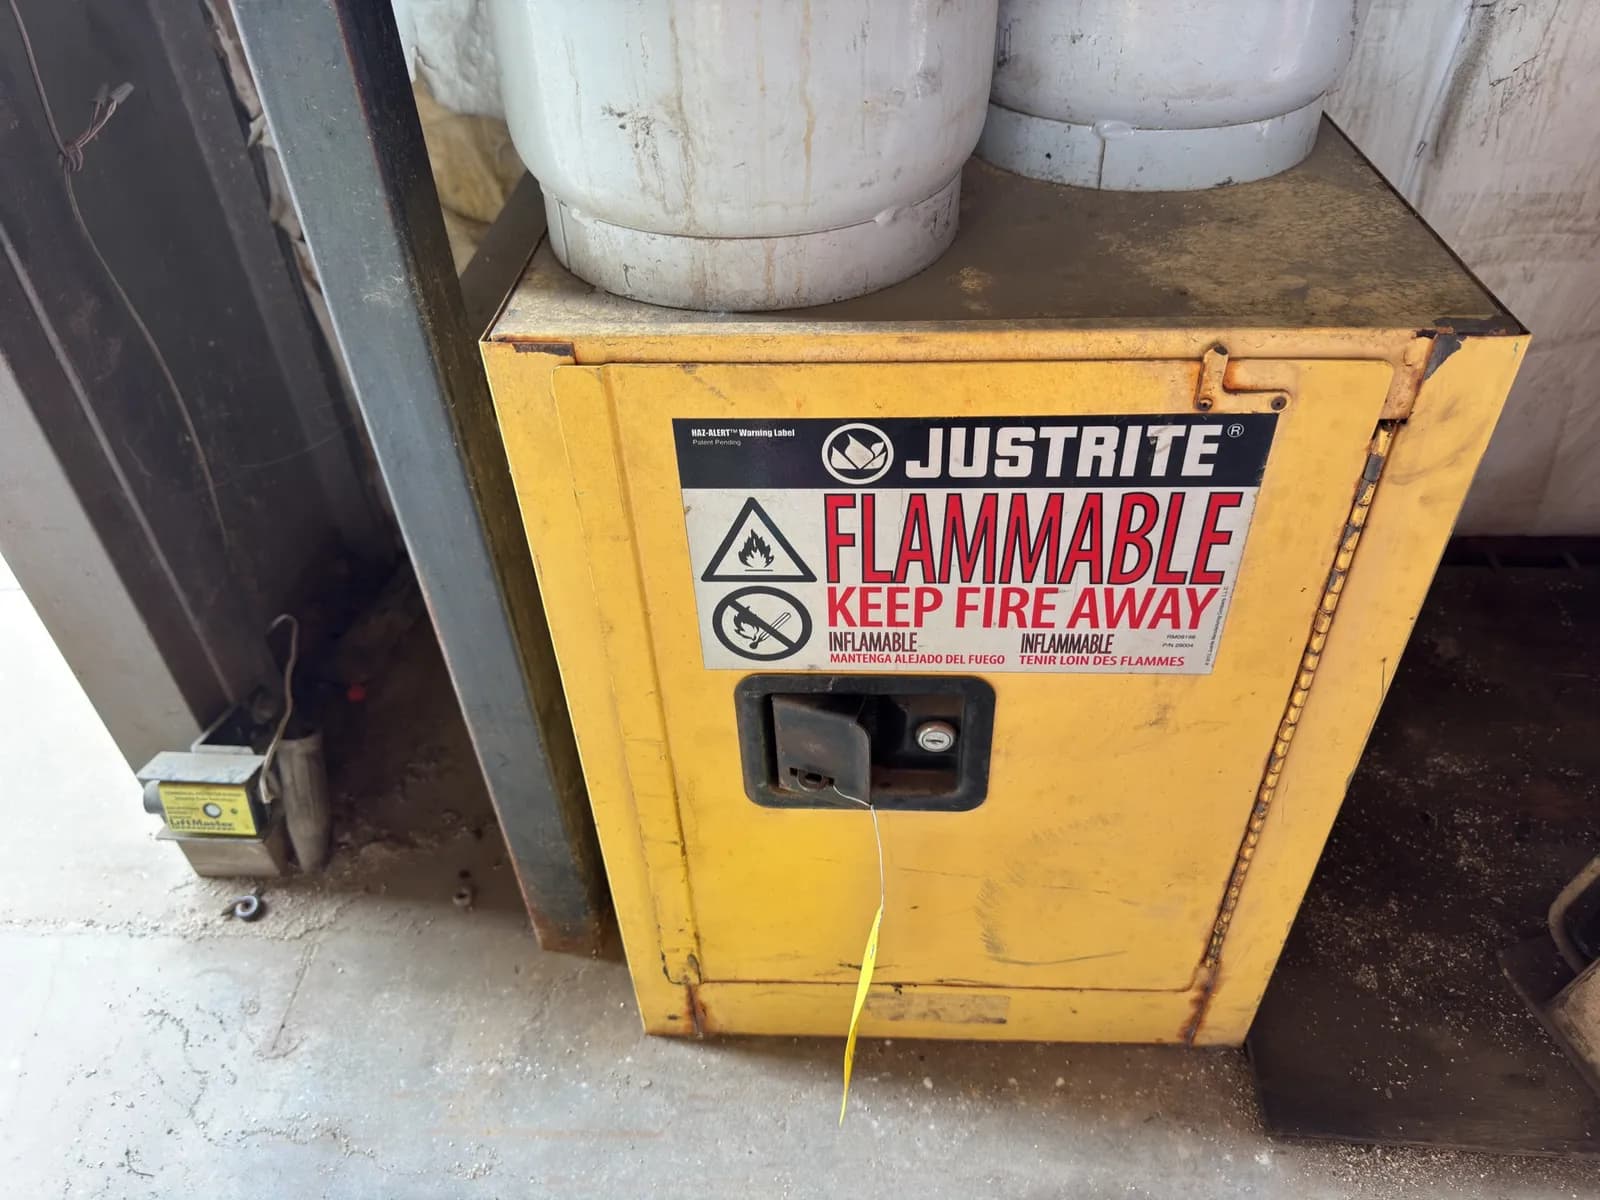 HAZ-ALERT™ Warning Label
Patent Pending
JUSTRITE®
FLAMMABLE
KEEP FIRE AWAY
INFLAMABLE
MANTENGA ALEJADO DEL FUEGO
INFLAMMABLE
TENIR LOIN DES FLAMMES
LiftMaster